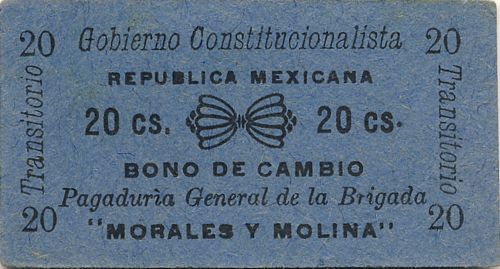 20 Gobierno Constitucionalista 20
REPUBLICA MEXICANA
Transitorio
20 cs. 20 cs.
Transitorio
BONO DE CAMBIO
Pagadurìa General de la Brigada
20 "MORALES Y MOLINA" 20